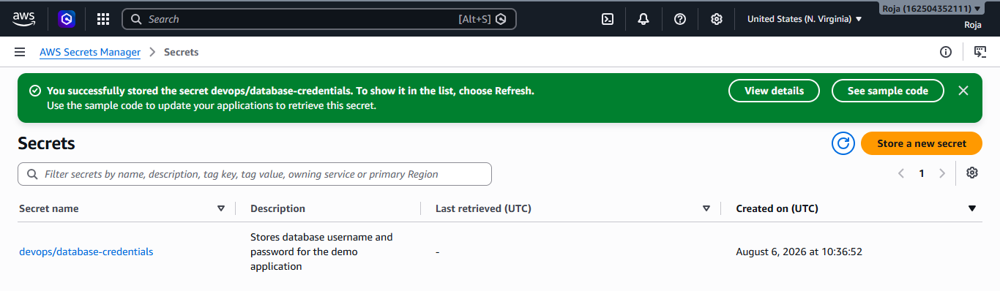 aws
Search [Alt+S]
United States (N. Virginia)
Roja (162504352111)
Roja
AWS Secrets Manager
Secrets
You successfully stored the secret devops/database-credentials. To show it in the list, choose Refresh.
Use the sample code to update your applications to retrieve this secret.
View details
See sample code
Secrets
Store a new secret
Filter secrets by name, description, tag key, tag value, owning service or primary Region
1
Secret name
Description
Last retrieved (UTC)
Created on (UTC)
devops/database-credentials
Stores database username and
password for the demo
application
-
August 6, 2026 at 10:36:52